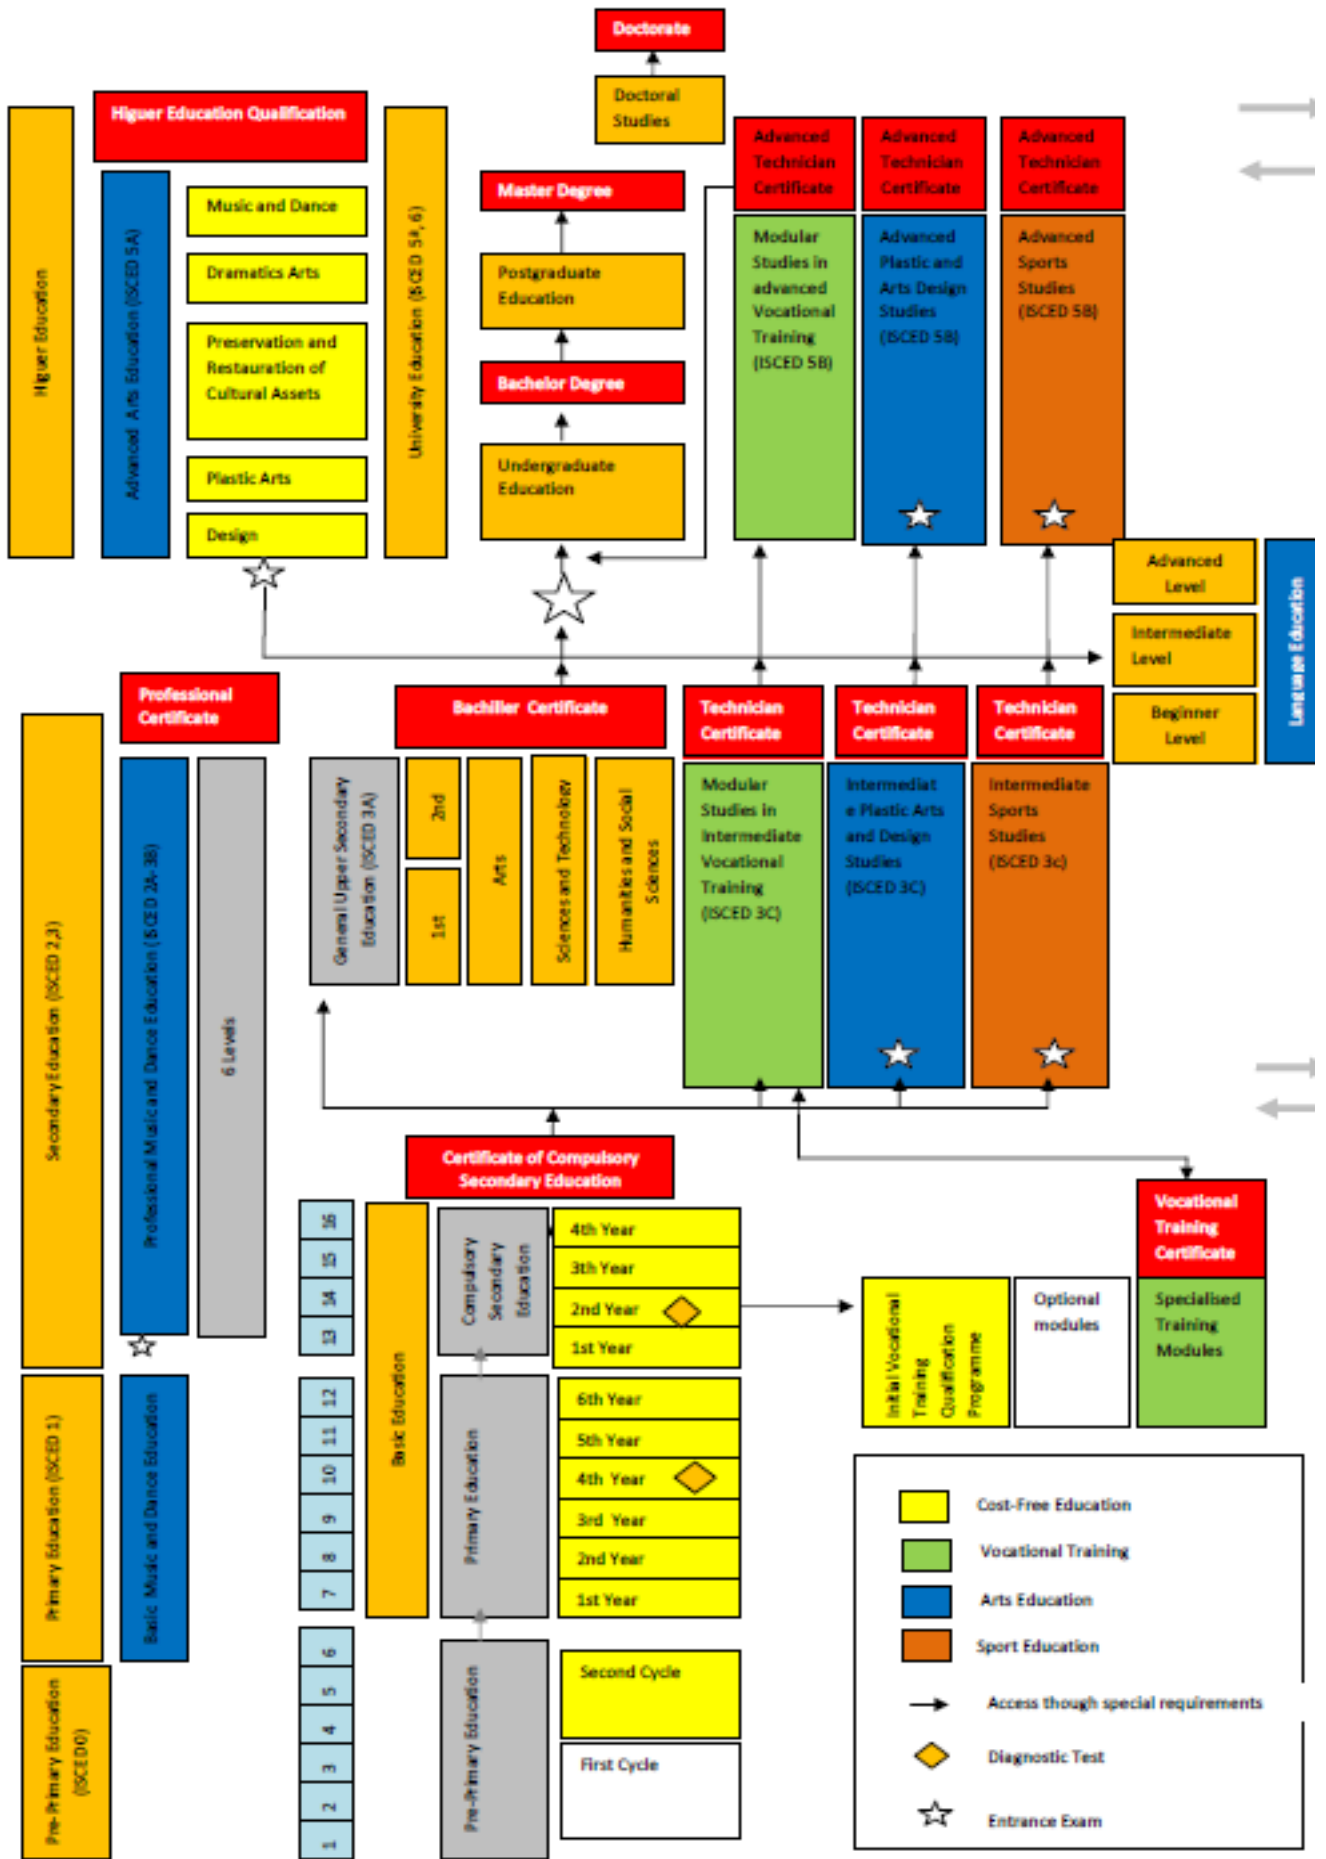 Doctorate
Doctoral
Studies
Higuer Education Qualification
Higuer Education
Advanced Arts Education (ISCED 5A)
Music and Dance
Dramatics Arts
Preservation and
Restauration of
Cultural Assets
Plastic Arts
Design
University Education (ISCED 5ª, 6)
Master Degree
Postgraduate
Education
Bachelor Degree
Undergraduate
Education
Advanced
Technician
Certificate
Modular
Studies in
advanced
Vocational
Training
(ISCED 5B)
Advanced
Technician
Certificate
Advanced
Plastic and
Arts Design
Studies
(ISCED 5B)
Advanced
Technician
Certificate
Advanced
Sports
Studies
(ISCED 5B)
Advanced
Level
Intermediate
Level
Beginner
Level
Language Education
Secondary Education (ISCED 2,3)
Professional
Certificate
Professional Music and Dance Education (ISCED 2A-3B)
6 Levels
Bachiller Certificate
General Upper Secondary
Education (ISCED 3A)
2nd
1st
Arts
Sciences and Technology
Humanities and Social
Sciences
Technician
Certificate
Modular
Studies in
Intermediate
Vocational
Training
(ISCED 3C)
Technician
Certificate
Intermediat
e Plastic Arts
and Design
Studies
(ISCED 3C)
Technician
Certificate
Intermediate
Sports
Studies
(ISCED 3c)
Certificate of Compulsory
Secondary Education
16
15
14
13
Basic Education
Compulsory
Secondary
Education
4th Year
3th Year
2nd Year
1st Year
Initial Vocational
Training
Qualification
Programme
Optional
modules
Vocational
Training
Certificate
Specialised
Training
Modules
Primary Education (ISCED 1)
Basic Music and Dance Education
12
11
10
9
8
7
Primary Education
6th Year
5th Year
4th Year
3rd Year
2nd Year
1st Year
Pre-Primary Education
(ISCED0)
6
5
4
3
2
1
Pre-Primary Education
Second Cycle
First Cycle
Cost-Free Education
Vocational Training
Arts Education
Sport Education
Access though special requirements
Diagnostic Test
Entrance Exam